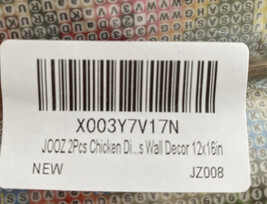 X003Y7V17N
JOOZ 2Pcs Chicken Di...s Wall Decor 12x16in
NEW JZ008